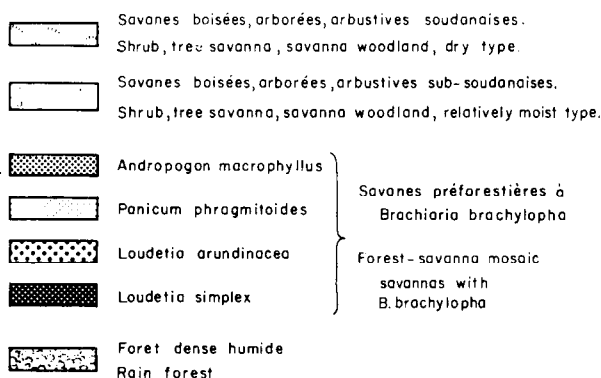 Savanes boisées, arborées, arbustives soudanaises.
Shrub, tree savanna, savanna woodland, dry type.
Savanes boisées, arborées, arbustives sub-soudanaises.
Shrub, tree savanna, savanna woodland, relatively moist type.
Andropogon macrophyllus
Panicum phragmitoides
Loudetia arundinacea
Loudetia simplex
Savanes préforestières à
Brachiaria brachylopha
Forest-savanna mosaic
savannas with
B. brachylopha
Foret dense humide
Rain forest